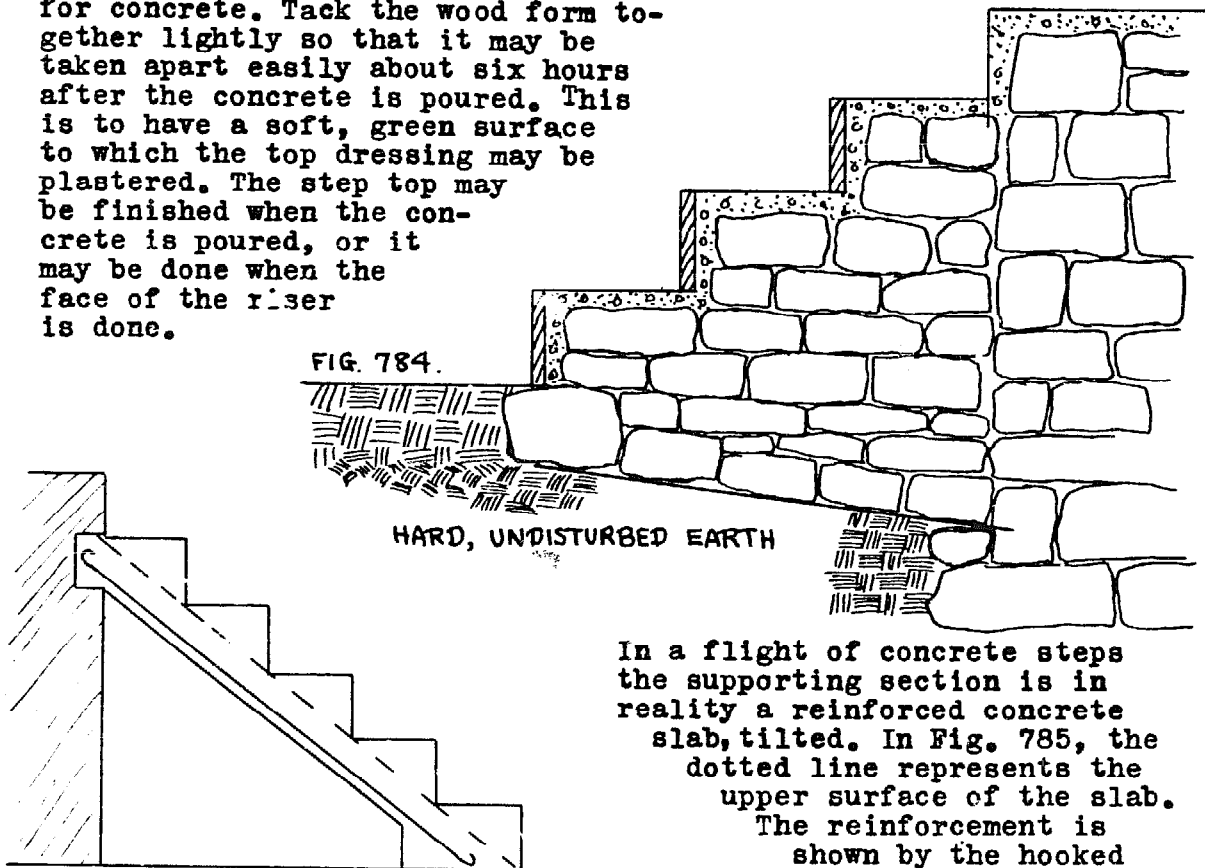 for concrete. Tack the wood form to-
gether lightly so that it may be
taken apart easily about six hours
after the concrete is poured. This
is to have a soft, green surface
to which the top dressing may be
plastered. The step top may
be finished when the con-
crete is poured, or it
may be done when the
face of the riser
is done.
FIG. 784.
HARD, UNDISTURBED EARTH
In a flight of concrete steps
the supporting section is in
reality a reinforced concrete
slab, tilted. In Fig. 785, the
dotted line represents the
upper surface of the slab.
The reinforcement is
shown by the hooked